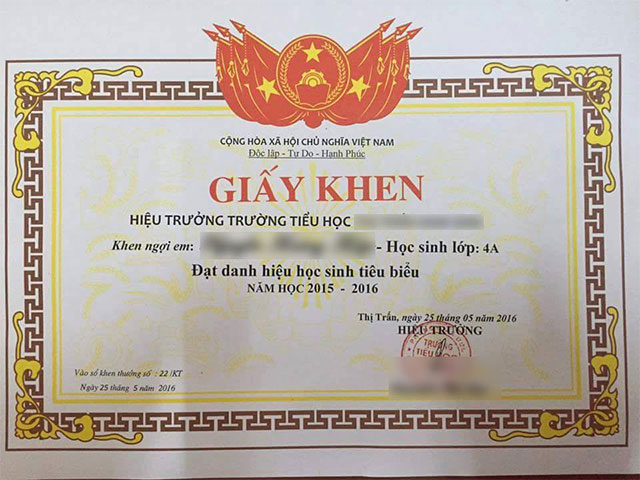 CỘNG HÒA XÃ HỘI CHỦ NGHĨA VIỆT NAM
Độc lập - Tự Do - Hạnh Phúc
GIẤY KHEN
HIỆU TRƯỞNG TRƯỜNG TIỂU HỌC
Khen ngợi em: - Học sinh lớp: 4A
Đạt danh hiệu học sinh tiêu biểu
NĂM HỌC 2015 - 2016
Thị Trấn, ngày 25 tháng 05 năm 2016
HIỆU TRƯỞNG
TRƯỜNG
TIỂU HỌC
Vào sổ khen thưởng số : 22 /KT
Ngày 25 tháng 5 năm 2016